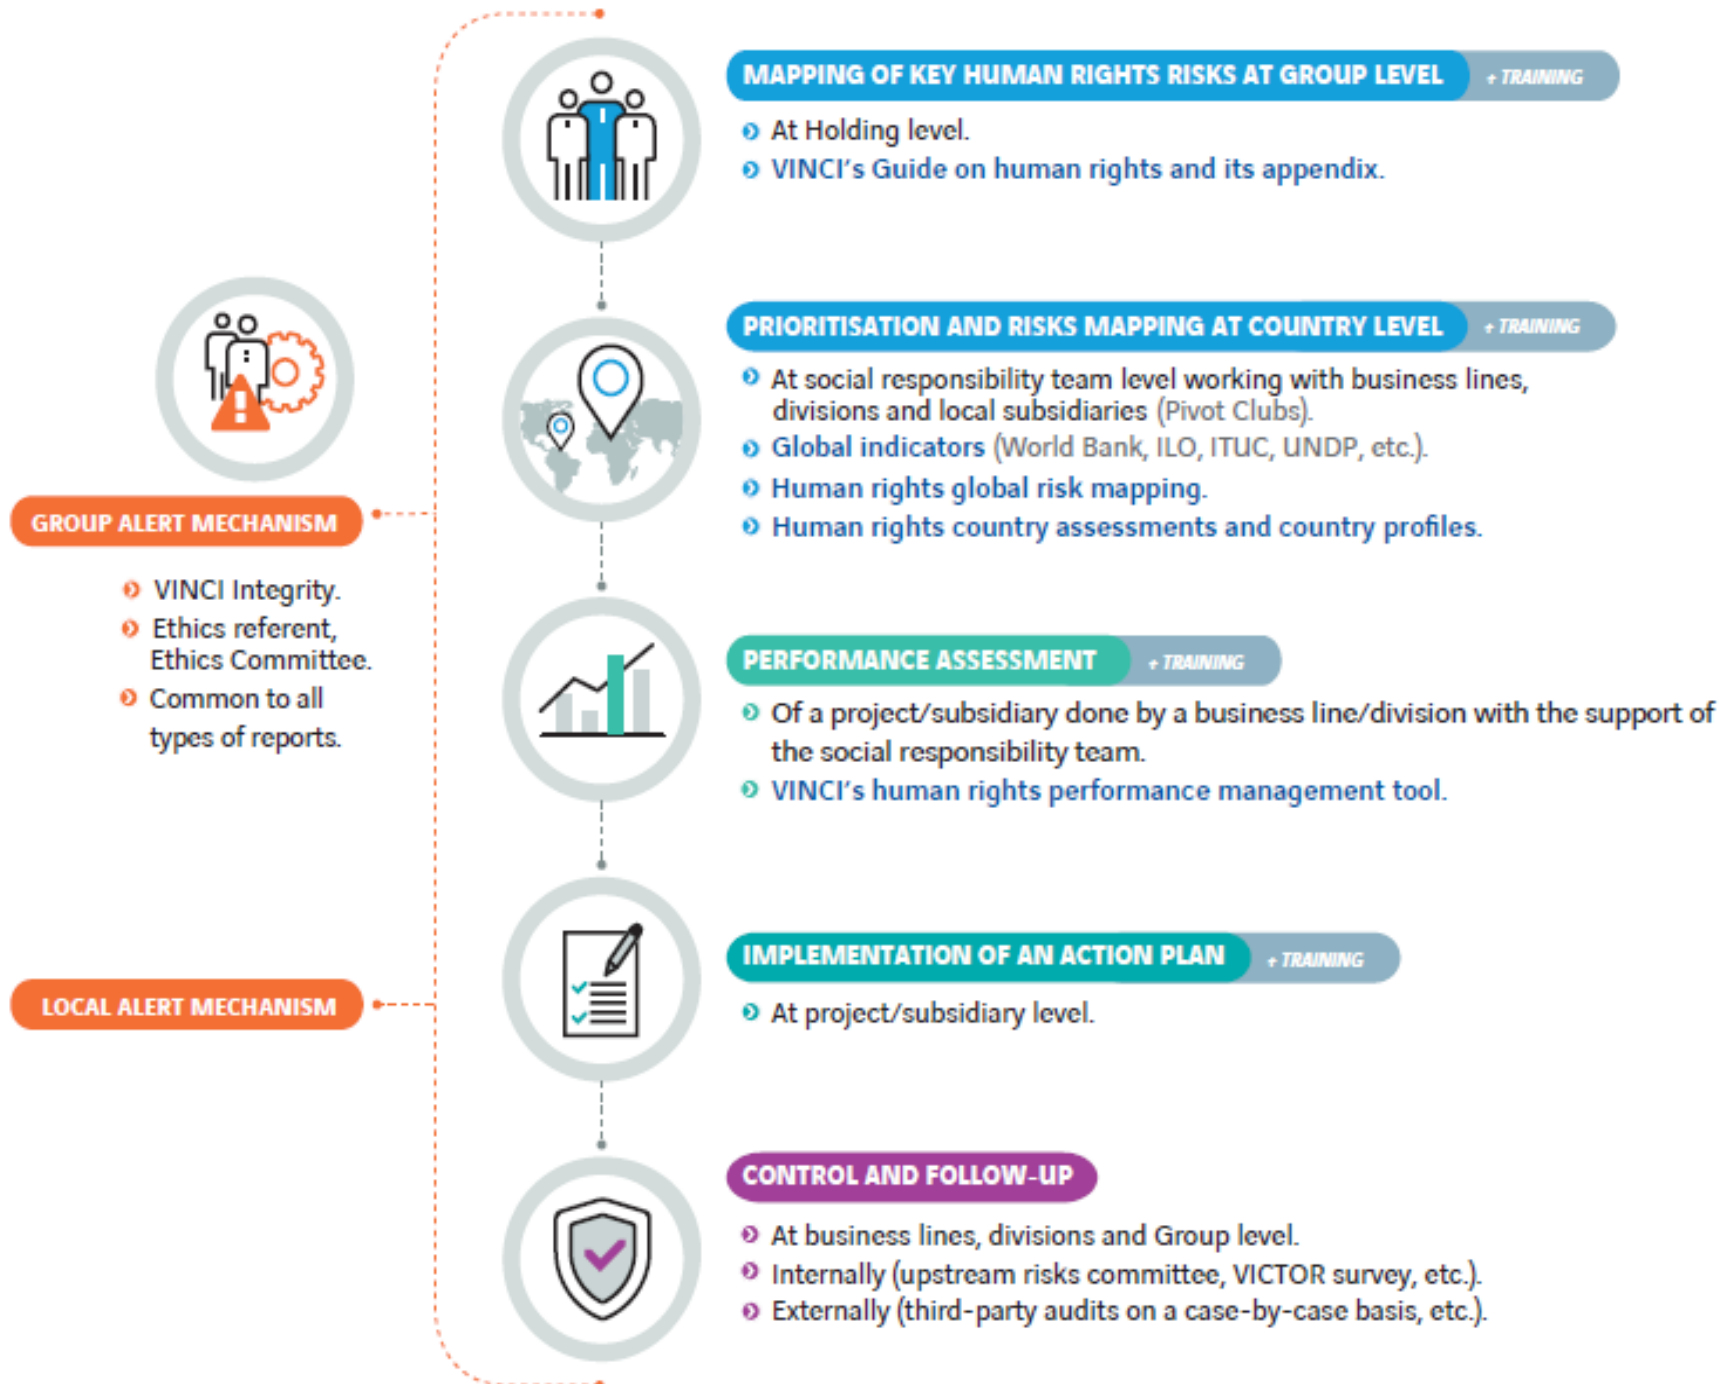 MAPPING OF KEY HUMAN RIGHTS RISKS AT GROUP LEVEL + TRAINING
At Holding level.
VINCI's Guide on human rights and its appendix.
PRIORITISATION AND RISKS MAPPING AT COUNTRY LEVEL + TRAINING
At social responsibility team level working with business lines,
divisions and local subsidiaries (Pivot Clubs).
Global indicators (World Bank, ILO, ITUC, UNDP, etc.).
Human rights global risk mapping.
Human rights country assessments and country profiles.
GROUP ALERT MECHANISM
VINCI Integrity.
Ethics referent,
Ethics Committee.
Common to all
types of reports.
PERFORMANCE ASSESSMENT + TRAINING
Of a project/subsidiary done by a business line/division with the support of
the social responsibility team.
VINCI's human rights performance management tool.
IMPLEMENTATION OF AN ACTION PLAN + TRAINING
At project/subsidiary level.
LOCAL ALERT MECHANISM
CONTROL AND FOLLOW-UP
At business lines, divisions and Group level.
Internally (upstream risks committee, VICTOR survey, etc.).
Externally (third-party audits on a case-by-case basis, etc.).